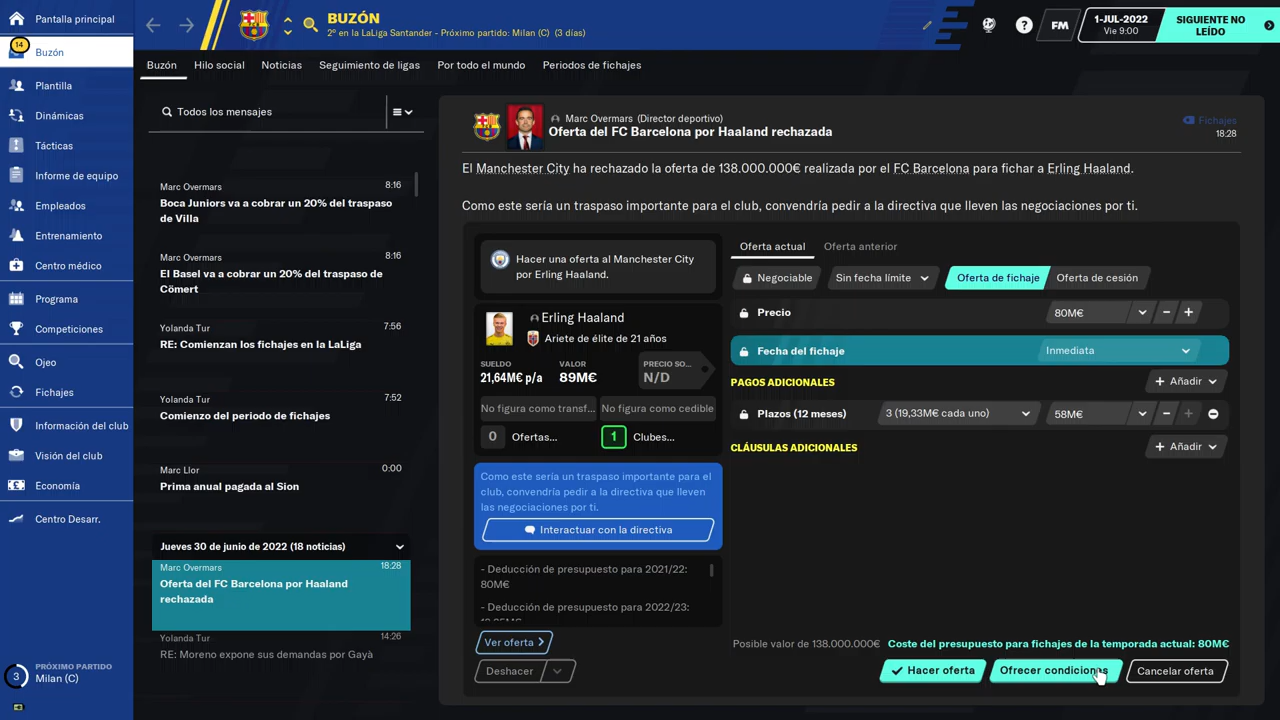 Pantalla principal
14
Buzón
Plantilla
Dinámicas
Tácticas
Informe de equipo
Empleados
Entrenamiento
Centro médico
Programa
Competiciones
Ojeo
Fichajes
Información del club
Visión del club
Economía
Centro Desarr.
PRÓXIMO PARTIDO
3
Milan (C)
BUZÓN
2º en la LaLiga Santander - Próximo partido: Milan (C) (3 días)
FM
1-JUL-2022
Vie 9:00
SIGUIENTE NO
LEÍDO
Buzón Hilo social Noticias Seguimiento de ligas Por todo el mundo Periodos de fichajes
Todos los mensajes
Marc Overmars 8:16
Boca Juniors va a cobrar un 20% del traspaso
de Villa
Marc Overmars 8:16
El Basel va a cobrar un 20% del traspaso de
Cömert
Yolanda Tur 7:56
RE: Comienzan los fichajes en la LaLiga
Marc Overmars 7:52
Comienzo del periodo de fichajes
Marc Llor 0:00
Prima anual pagada al Sion
Jueves 30 de junio de 2022 (18 noticias)
Marc Overmars 18:28
Oferta del FC Barcelona por Haaland
rechazada
Yolanda Tur 14:26
RE: Moreno expone sus demandas por Gayà
Marc Overmars (Director deportivo)
Oferta del FC Barcelona por Haaland rechazada
Fichajes
18:28
El Manchester City ha rechazado la oferta de 138.000.000€ realizada por el FC Barcelona para fichar a Erling Haaland.
Como este sería un traspaso importante para el club, convendría pedir a la directiva que lleven las negociaciones por ti.
Hacer una oferta al Manchester City
por Erling Haaland.
Erling Haaland
Ariete de élite de 21 años
SUELDO VALOR PRECIO SO...
21,64M€ p/a 89M€ N/D
No figura como transf... No figura como cedible
0 Ofertas... 1 Clubes...
Como este sería un traspaso importante para el
club, convendría pedir a la directiva que lleven
las negociaciones por ti.
Interactuar con la directiva
- Deducción de presupuesto para 2021/22:
80M€
- Deducción de presupuesto para 2022/23:
Ver oferta
Deshacer
Oferta actual Oferta anterior
Negociable Sin fecha límite Oferta de fichaje Oferta de cesión
Precio 80M€
Fecha del fichaje Inmediata
PAGOS ADICIONALES + Añadir
Plazos (12 meses) 3 (19,33M€ cada uno) 58M€
CLÁUSULAS ADICIONALES + Añadir
Posible valor de 138.000.000€ Coste del presupuesto para fichajes de la temporada actual: 80M€
Hacer oferta Ofrecer condiciones Cancelar oferta